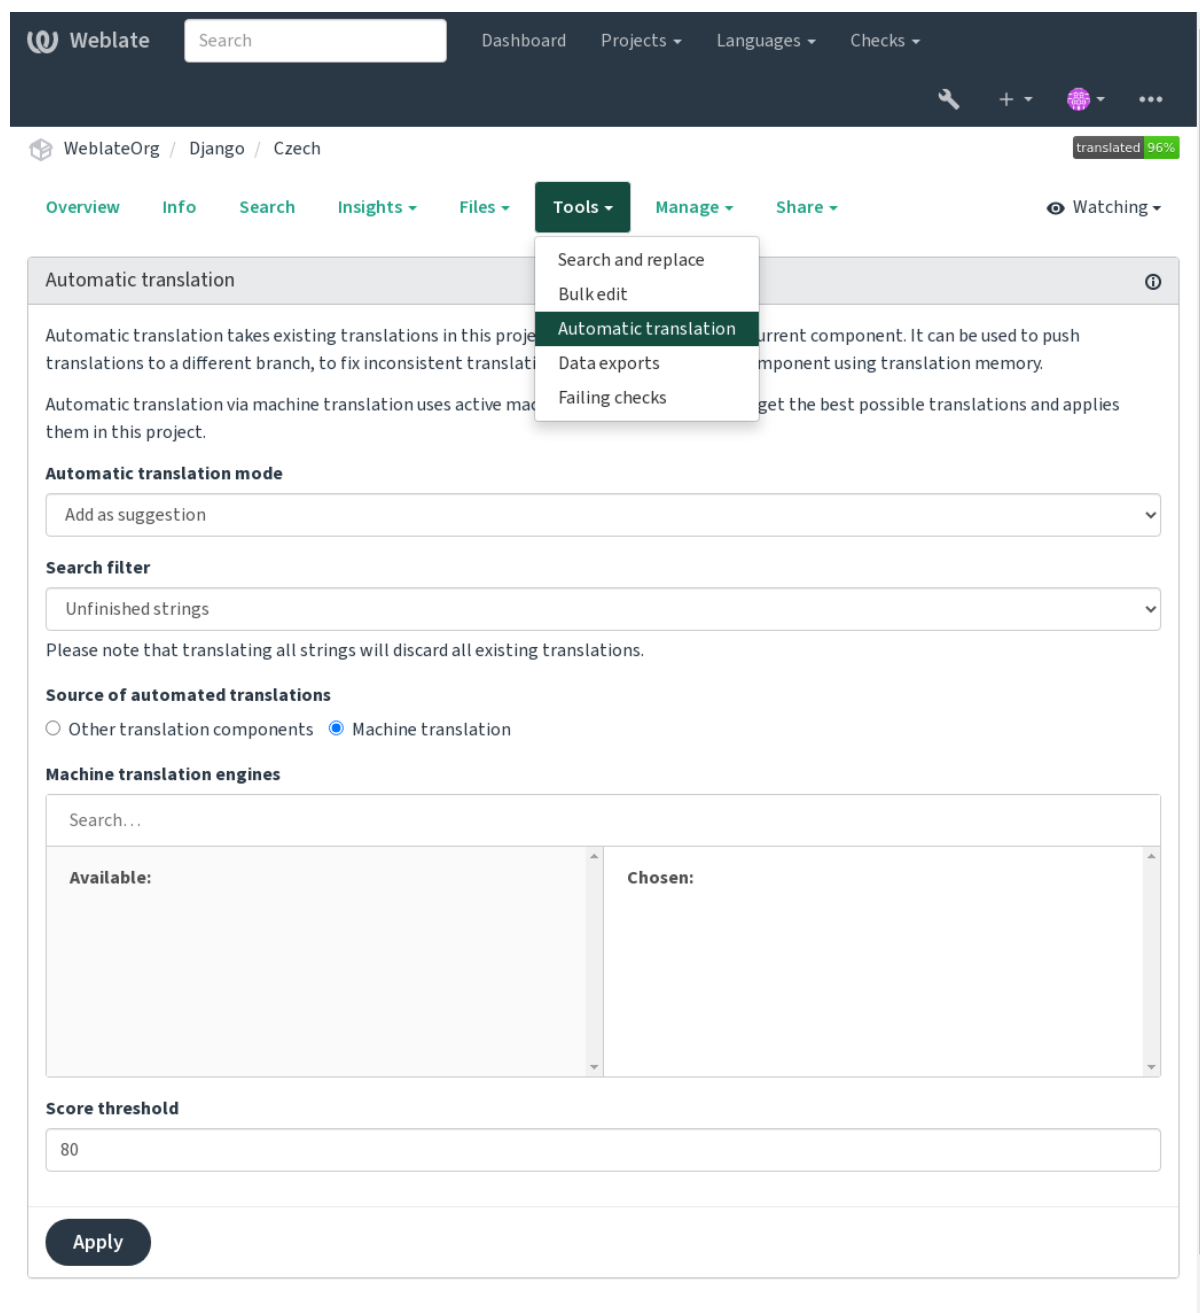 Weblate
Search
Dashboard Projects Languages Checks
WeblateOrg / Django / Czech
translated 96%
Overview Info Search Insights Files Tools Manage Share Watching
Search and replace
Bulk edit
Automatic translation
Data exports
Failing checks
Automatic translation
Automatic translation takes existing translations in this proje urrent component. It can be used to push
translations to a different branch, to fix inconsistent translati mponent using translation memory.
Automatic translation via machine translation uses active mac get the best possible translations and applies
them in this project.
Automatic translation mode
Add as suggestion
Search filter
Unfinished strings
Please note that translating all strings will discard all existing translations.
Source of automated translations
Other translation components Machine translation
Machine translation engines
Search...
Available: Chosen:
Score threshold
80
Apply